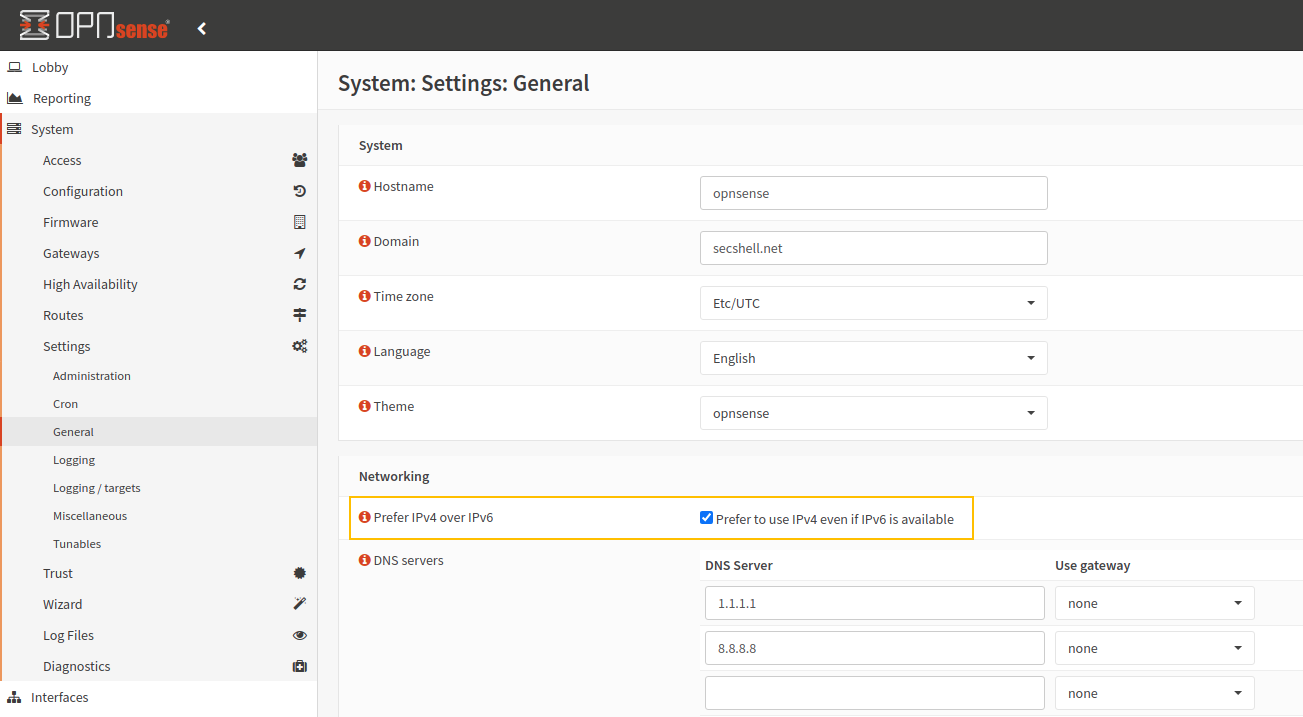 OPNsense®
Lobby
Reporting
System
Access
Configuration
Firmware
Gateways
High Availability
Routes
Settings
Administration
Cron
General
Logging
Logging / targets
Miscellaneous
Tunables
Trust
Wizard
Log Files
Diagnostics
Interfaces
System: Settings: General
System
Hostname opnsense
Domain secshell.net
Time zone Etc/UTC
Language English
Theme opnsense
Networking
Prefer IPv4 over IPv6 Prefer to use IPv4 even if IPv6 is available
DNS servers DNS Server Use gateway
1.1.1.1 none
8.8.8.8 none
none